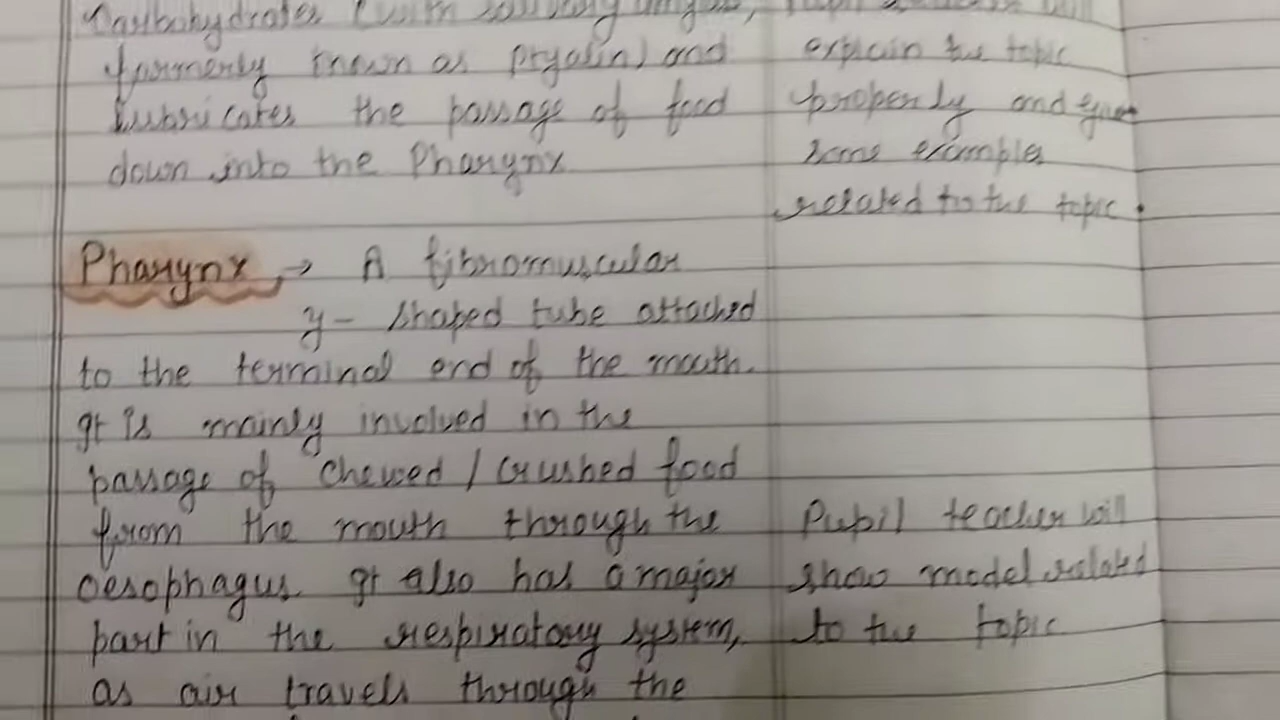 Carbohydrates (with salivary
formerly known as ptyalin) and
Lubricates the passage of food
down into the Pharynx
explain the topic
properly and
some examples
related to the topic.
Pharynx → A fibromuscular
y- shaped tube attached
to the terminal end of the mouth.
It is mainly involved in the
passage of chewed / crushed food
from the mouth through the
oesophagus. It also has a major
part in the respiratory system,
as air travels through the
Pupil teacher will
show model related
to the topic